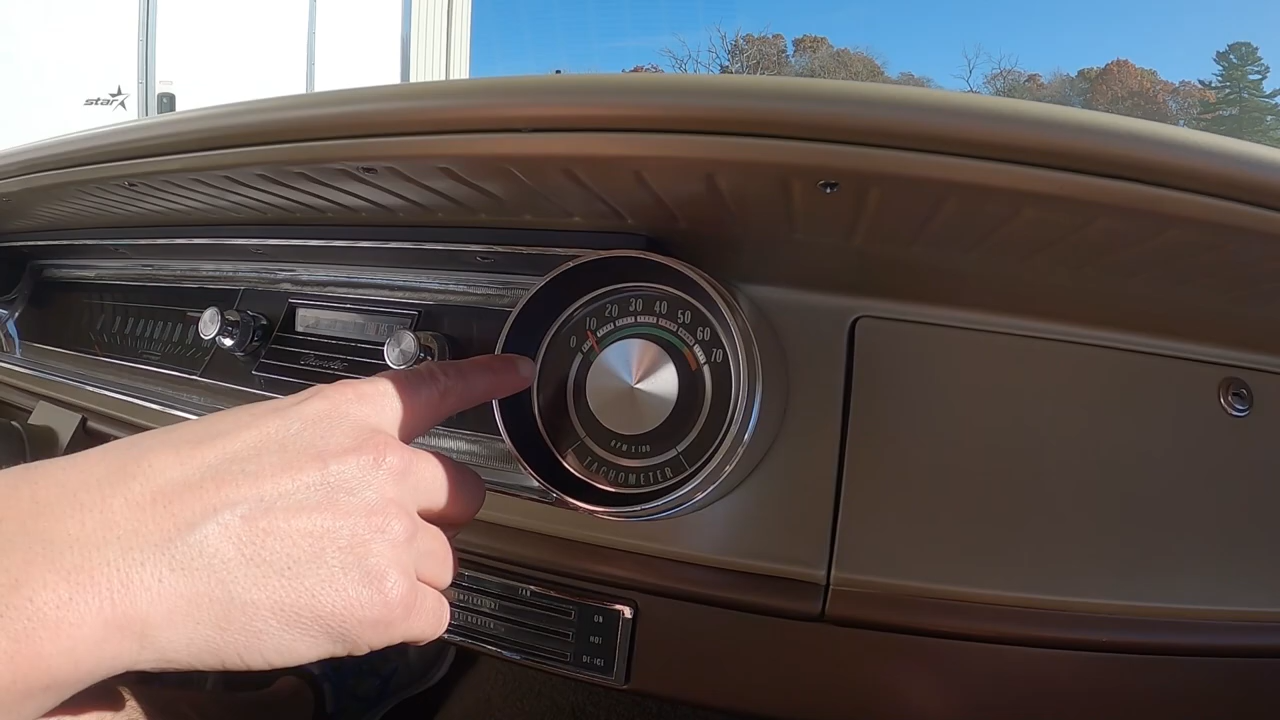 star
Chevrolet
0 10 20 30 40 50 60 70
RPM X 100
TACHOMETER
FAN
TEMPERATURE
DEFROSTER
ON
HOT
DE-ICE